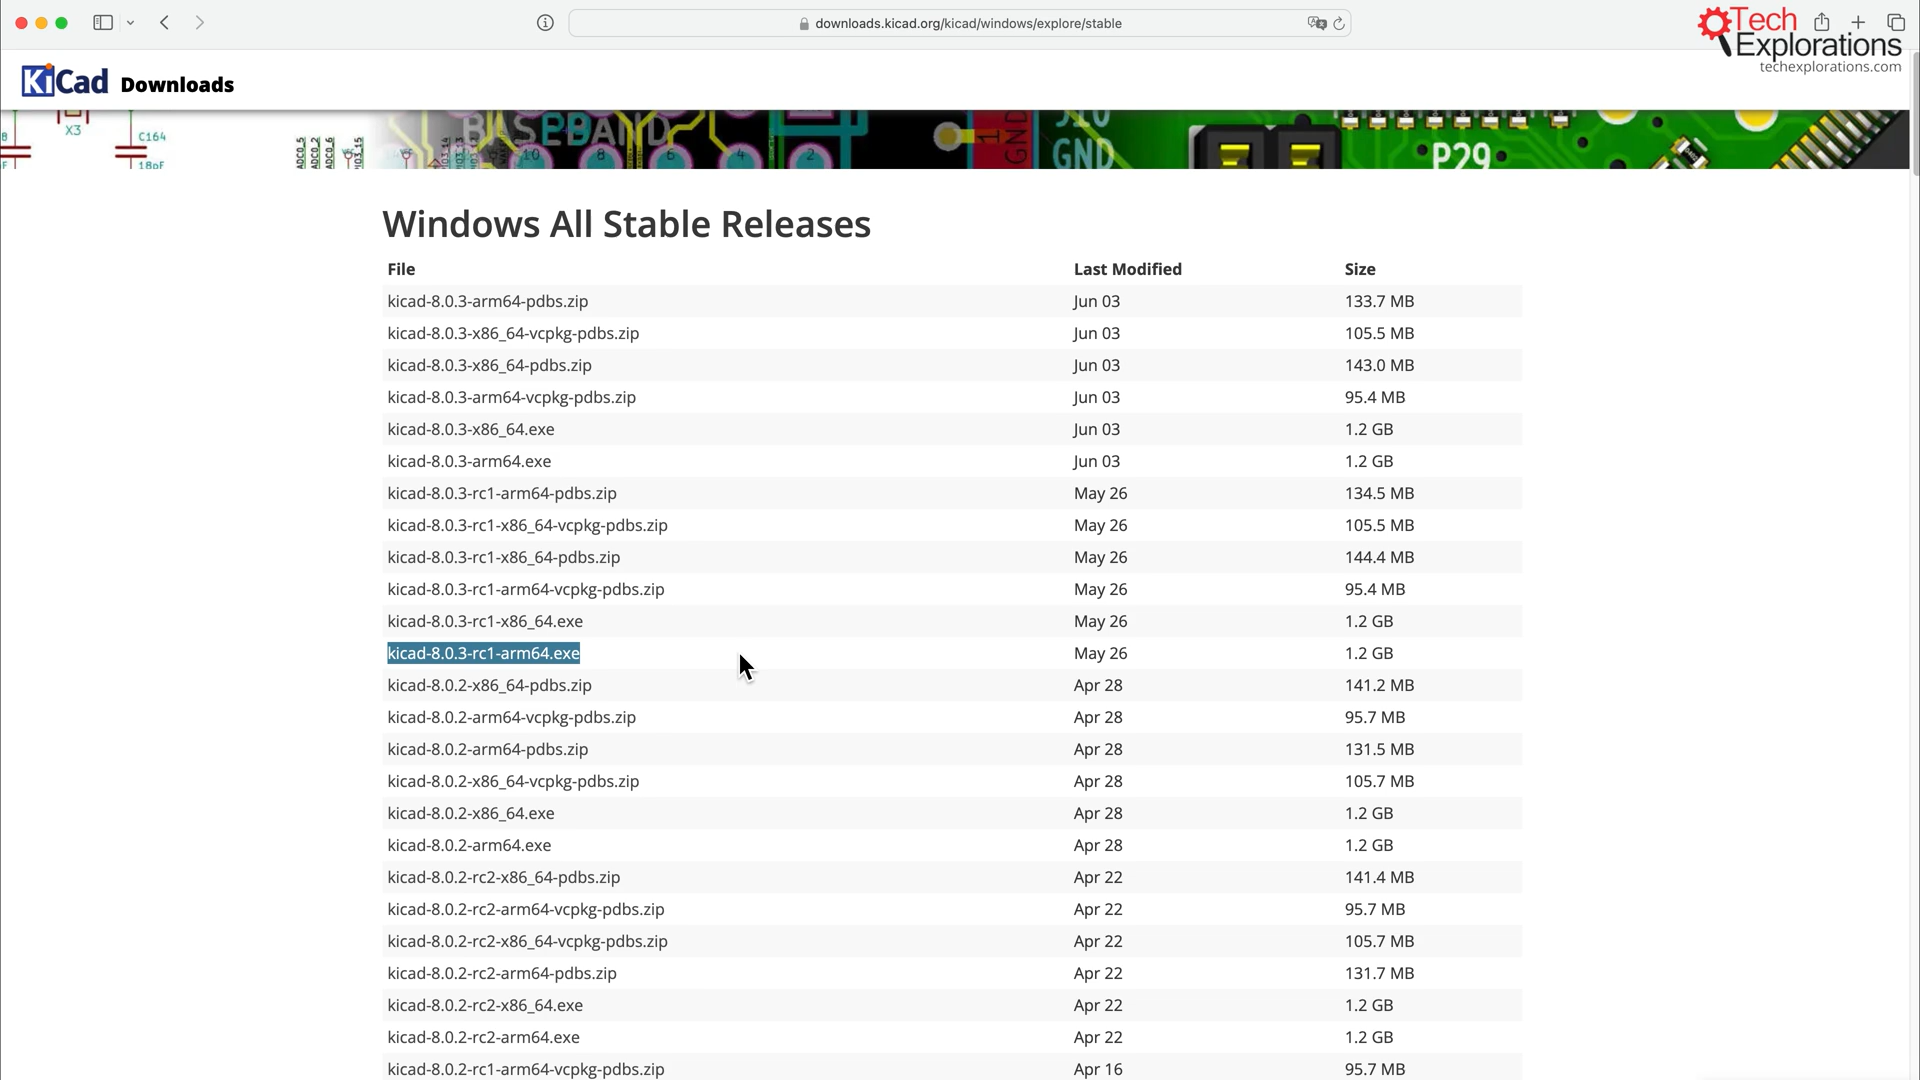 downloads.kicad.org/kicad/windows/explore/stable
Tech
Explorations
techexplorations.com
KiCad Downloads
X3
C164
18pF
ADC0_5
ADC0_2
ADC0_6
BASEBAND
10 8 6 4 2
1
GND
J10
GND
P29
Windows All Stable Releases
File Last Modified Size
kicad-8.0.3-arm64-pdbs.zip Jun 03 133.7 MB
kicad-8.0.3-x86_64-vcpkg-pdbs.zip Jun 03 105.5 MB
kicad-8.0.3-x86_64-pdbs.zip Jun 03 143.0 MB
kicad-8.0.3-arm64-vcpkg-pdbs.zip Jun 03 95.4 MB
kicad-8.0.3-x86_64.exe Jun 03 1.2 GB
kicad-8.0.3-arm64.exe Jun 03 1.2 GB
kicad-8.0.3-rc1-arm64-pdbs.zip May 26 134.5 MB
kicad-8.0.3-rc1-x86_64-vcpkg-pdbs.zip May 26 105.5 MB
kicad-8.0.3-rc1-x86_64-pdbs.zip May 26 144.4 MB
kicad-8.0.3-rc1-arm64-vcpkg-pdbs.zip May 26 95.4 MB
kicad-8.0.3-rc1-x86_64.exe May 26 1.2 GB
kicad-8.0.3-rc1-arm64.exe May 26 1.2 GB
kicad-8.0.2-x86_64-pdbs.zip Apr 28 141.2 MB
kicad-8.0.2-arm64-vcpkg-pdbs.zip Apr 28 95.7 MB
kicad-8.0.2-arm64-pdbs.zip Apr 28 131.5 MB
kicad-8.0.2-x86_64-vcpkg-pdbs.zip Apr 28 105.7 MB
kicad-8.0.2-x86_64.exe Apr 28 1.2 GB
kicad-8.0.2-arm64.exe Apr 28 1.2 GB
kicad-8.0.2-rc2-x86_64-pdbs.zip Apr 22 141.4 MB
kicad-8.0.2-rc2-arm64-vcpkg-pdbs.zip Apr 22 95.7 MB
kicad-8.0.2-rc2-x86_64-vcpkg-pdbs.zip Apr 22 105.7 MB
kicad-8.0.2-rc2-arm64-pdbs.zip Apr 22 131.7 MB
kicad-8.0.2-rc2-x86_64.exe Apr 22 1.2 GB
kicad-8.0.2-rc2-arm64.exe Apr 22 1.2 GB
kicad-8.0.2-rc1-arm64-vcpkg-pdbs.zip Apr 16 95.7 MB